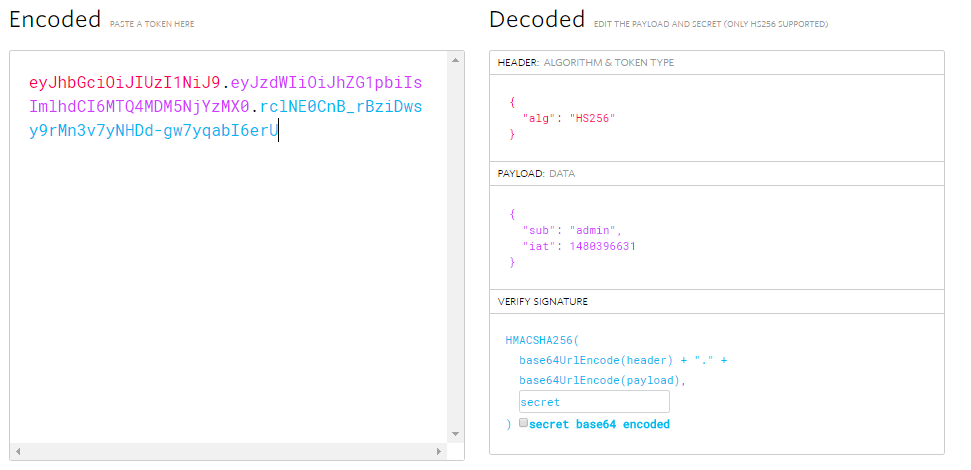 Encoded PASTE A TOKEN HERE
eyJhbGciOiJIUzI1NiJ9.eyJzdWIiOiJhZG1pbiIs
ImlhdCI6MTQ4MDM5NjYzMX0.rclNE0CnB_rBziDws
y9rMn3v7yNHDd-gw7yqabI6erU
Decoded EDIT THE PAYLOAD AND SECRET (ONLY HS256 SUPPORTED)
HEADER: ALGORITHM & TOKEN TYPE
{
"alg": "HS256"
}
PAYLOAD: DATA
{
"sub": "admin",
"iat": 1480396631
}
VERIFY SIGNATURE
HMACSHA256(
base64UrlEncode(header) + "." +
base64UrlEncode(payload),
secret
) secret base64 encoded